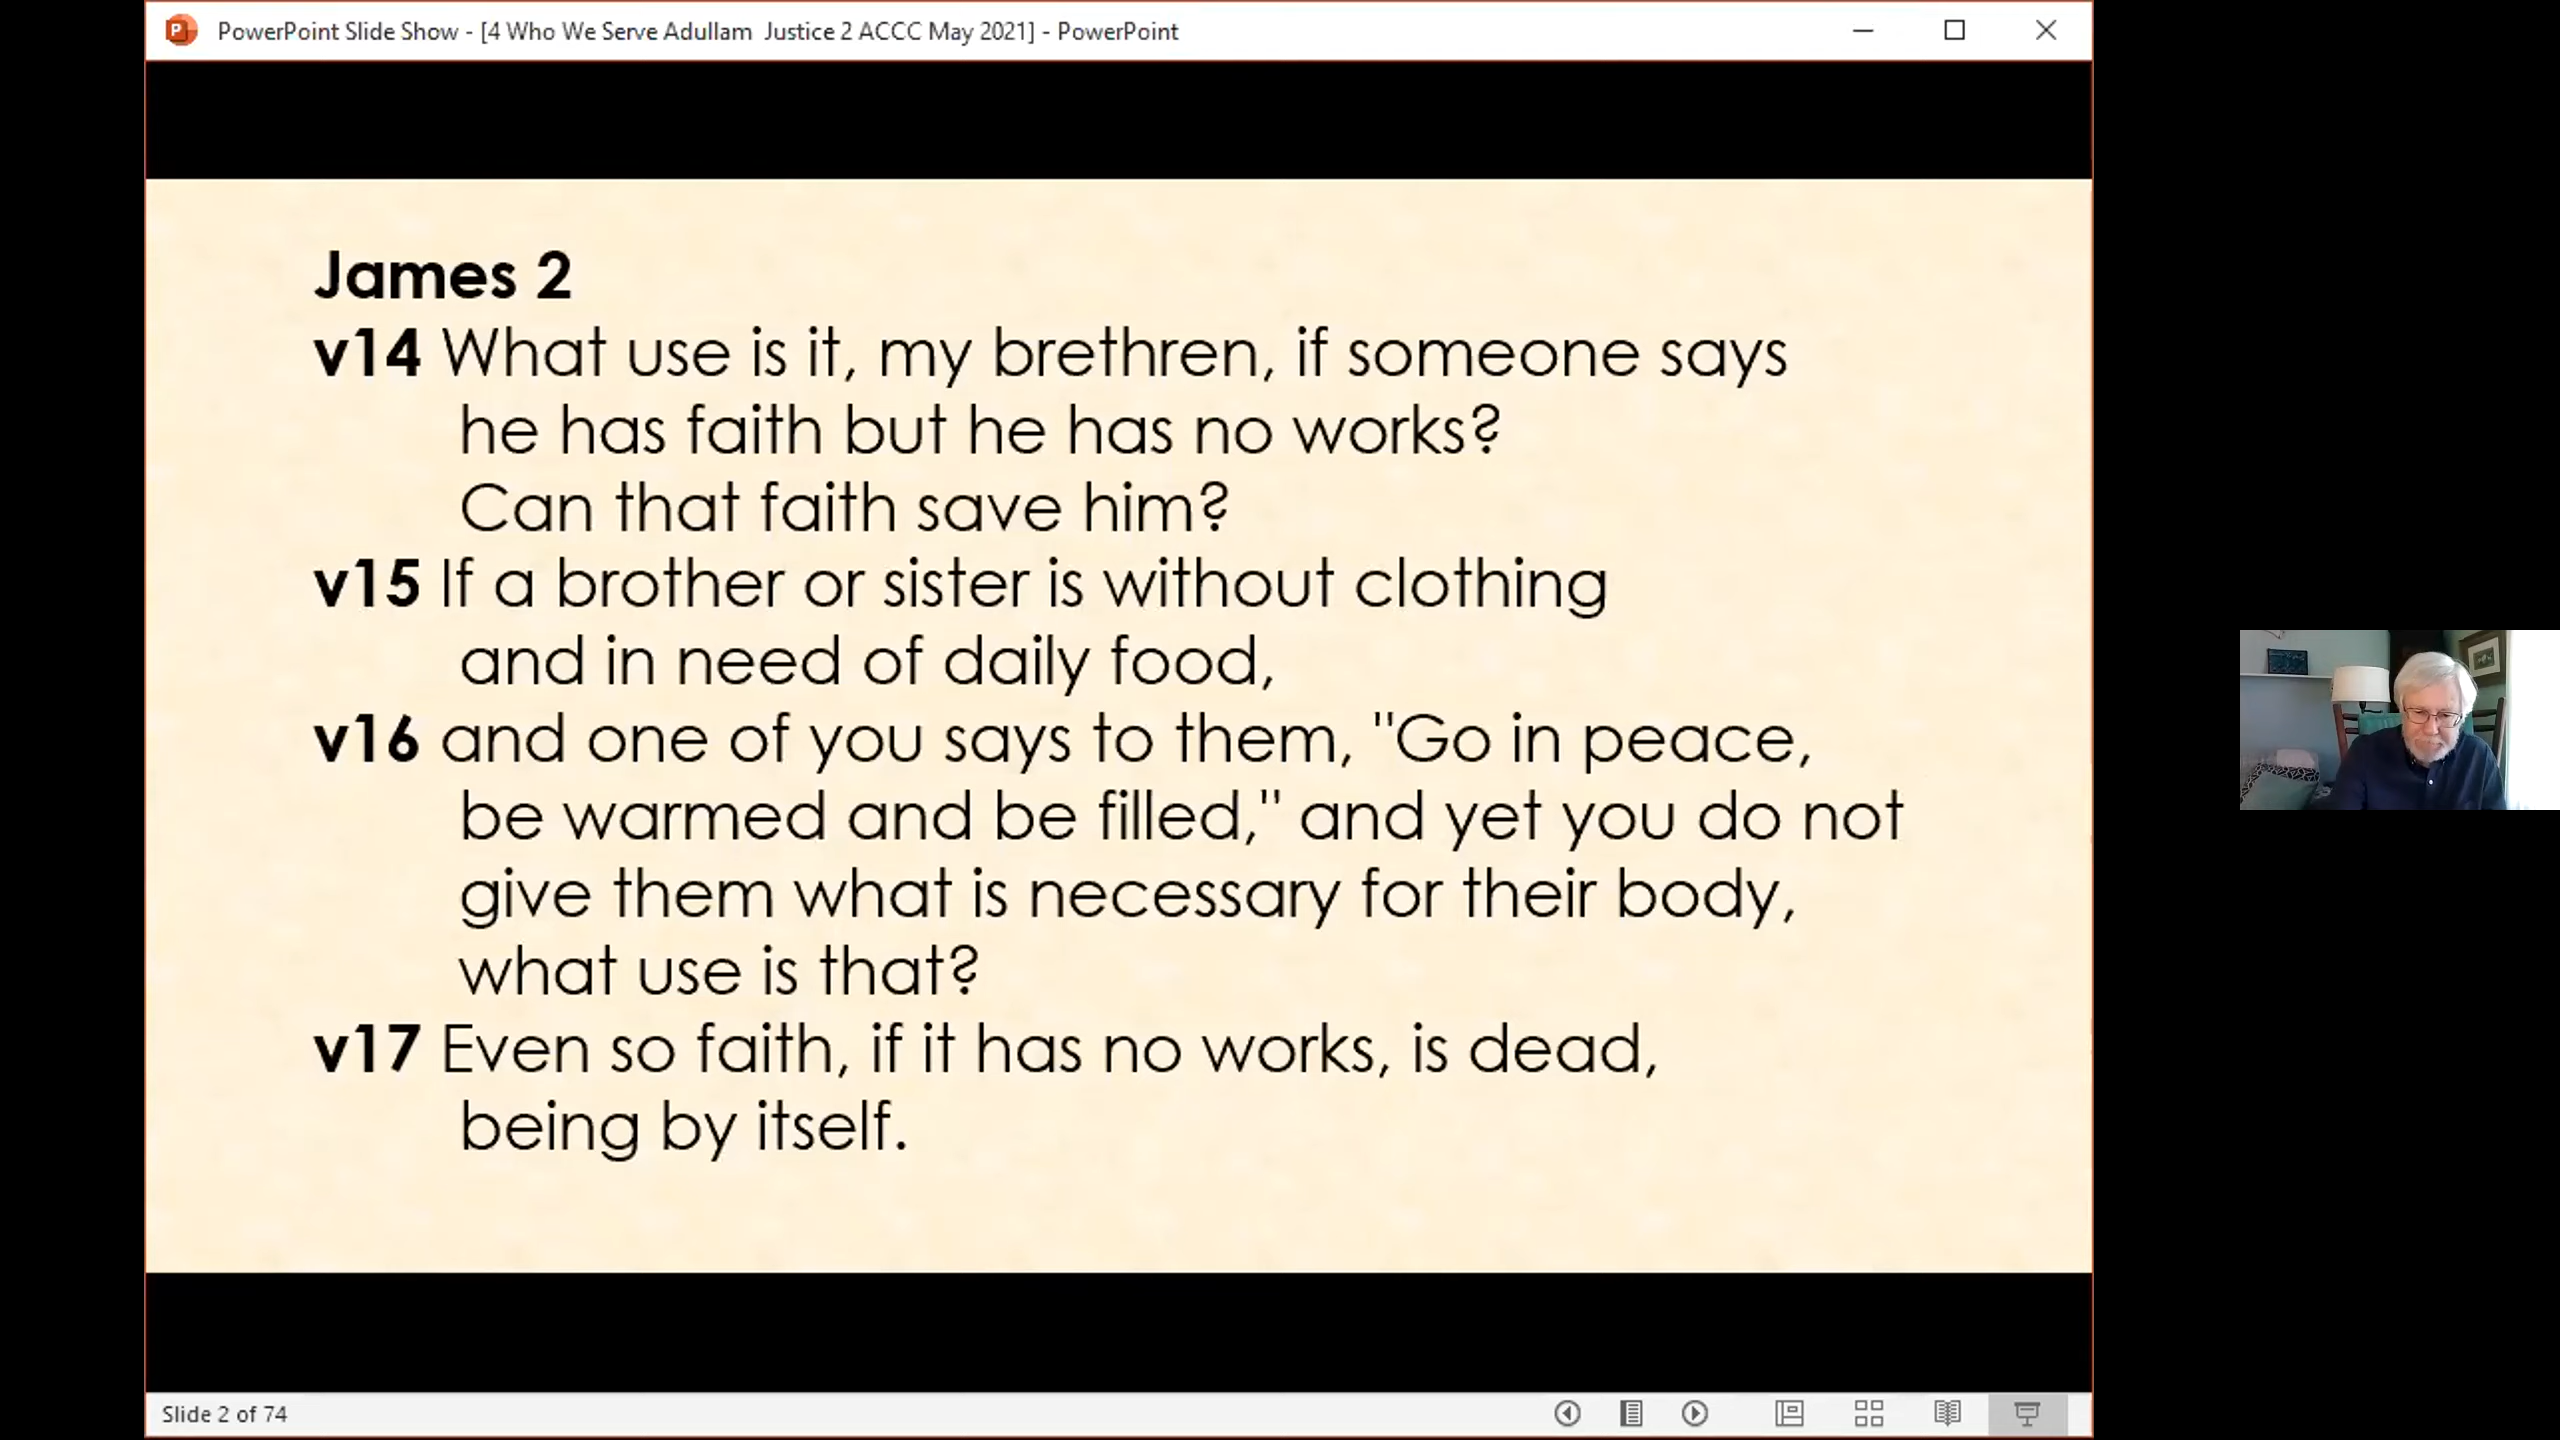 PowerPoint Slide Show - [4 Who We Serve Adullam  Justice 2 ACCC May 2021] - PowerPoint
James 2
v14 What use is it, my brethren, if someone says
he has faith but he has no works?
Can that faith save him?
v15 If a brother or sister is without clothing
and in need of daily food,
v16 and one of you says to them, "Go in peace,
be warmed and be filled," and yet you do not
give them what is necessary for their body,
what use is that?
v17 Even so faith, if it has no works, is dead,
being by itself.
Slide 2 of 74